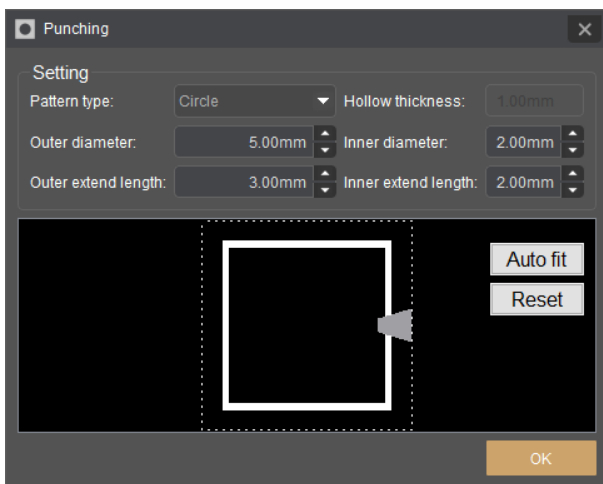 Punching
Setting
Pattern type: Circle Hollow thickness: 1.00mm
Outer diameter: 5.00mm Inner diameter: 2.00mm
Outer extend length: 3.00mm Inner extend length: 2.00mm
Auto fit
Reset
OK